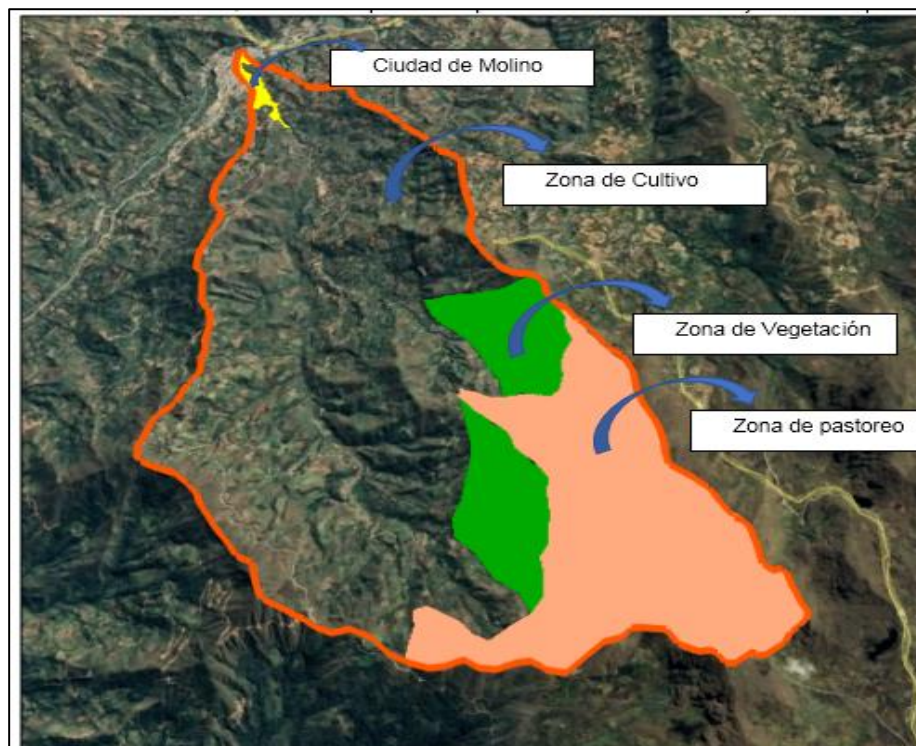 Ciudad de Molino
Zona de Cultivo
Zona de Vegetación
Zona de pastoreo